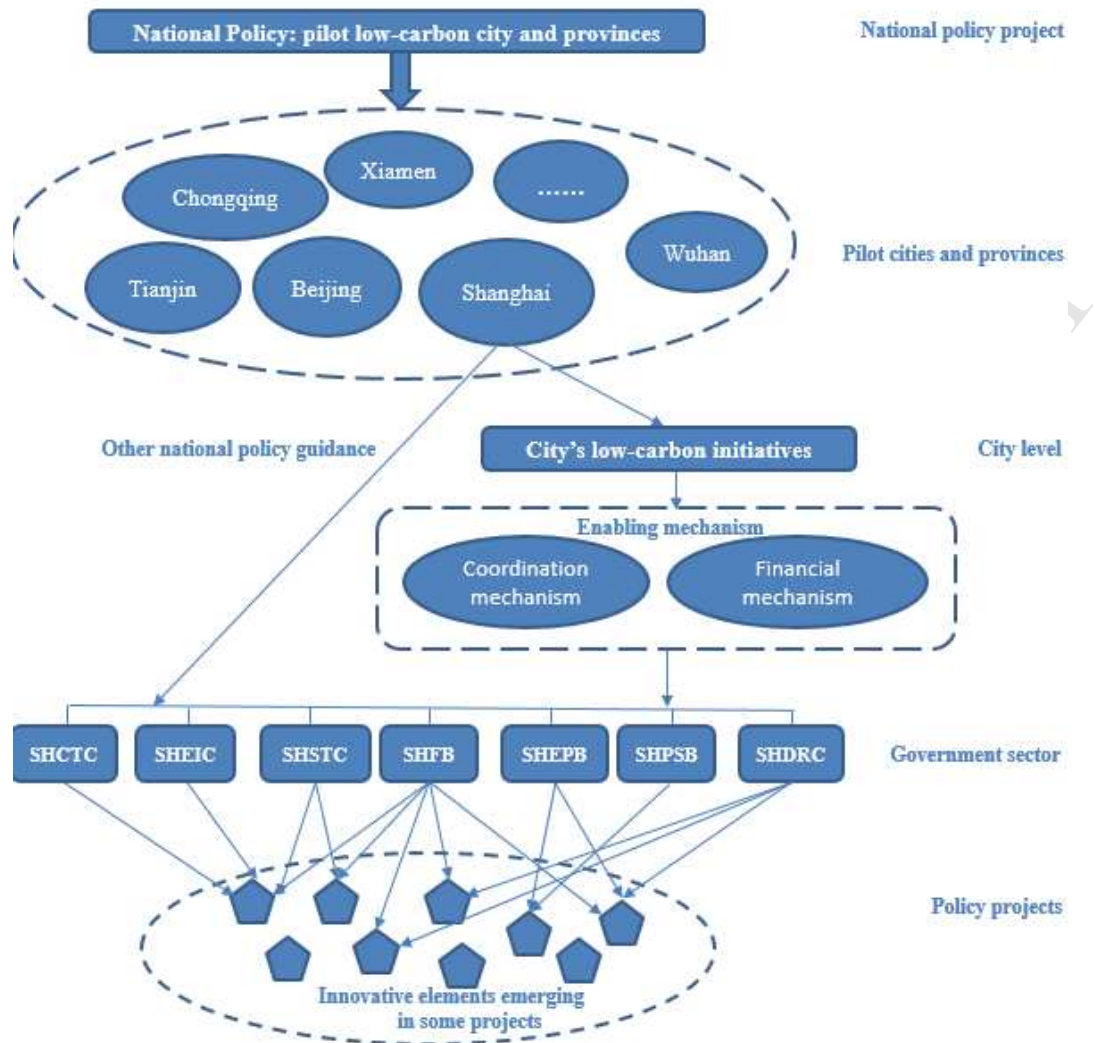 National Policy: pilot low-carbon city and provinces
National policy project
Xiamen
......
Chongqing
Wuhan
Pilot cities and provinces
Tianjin
Beijing
Shanghai
Other national policy guidance
City's low-carbon initiatives
City level
Enabling mechanism
Coordination
mechanism
Financial
mechanism
SHCTC
SHEIC
SHSTC
SHFB
SHEPB
SHPSB
SHDRC
Government sector
Policy projects
Innovative elements emerging
in some projects